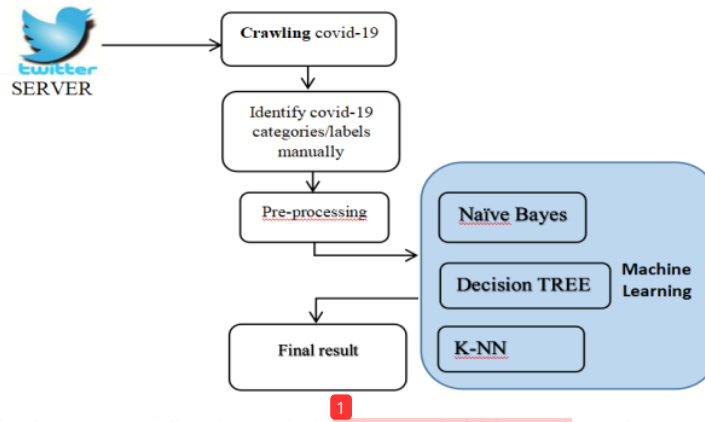 twitter
SERVER
Crawling covid-19
Identify covid-19
categories/labels
manually
Pre-processing
Naïve Bayes
Decision TREE
K-NN
Machine
Learning
Final result
1